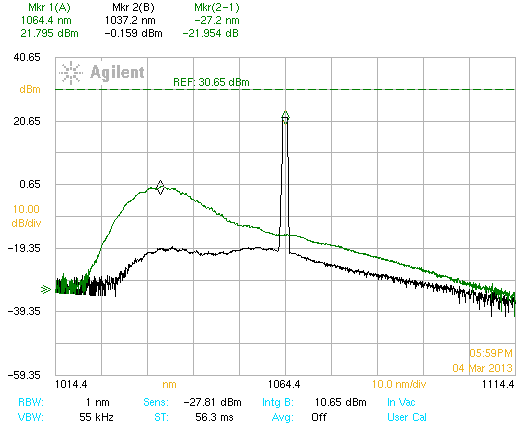 Mkr 1(A) Mkr 2(B) Mkr(2-1)
1064.4 nm 1037.2 nm -27.2 nm
21.795 dBm -0.159 dBm -21.954 dB
40.65
Agilent
REF: 30.65 dBm
dBm
20.65
0.65
10.00
dB/div
-19.35
-39.35
05:59PM
04 Mar 2013
-59.35
1014.4 nm 1064.4 10.0 nm/div 1114.4
RBW: 1 nm Sens: -27.81 dBm Intg B: 10.65 dBm In Vac
VBW: 55 kHz ST: 56.3 ms Avg: Off User Cal